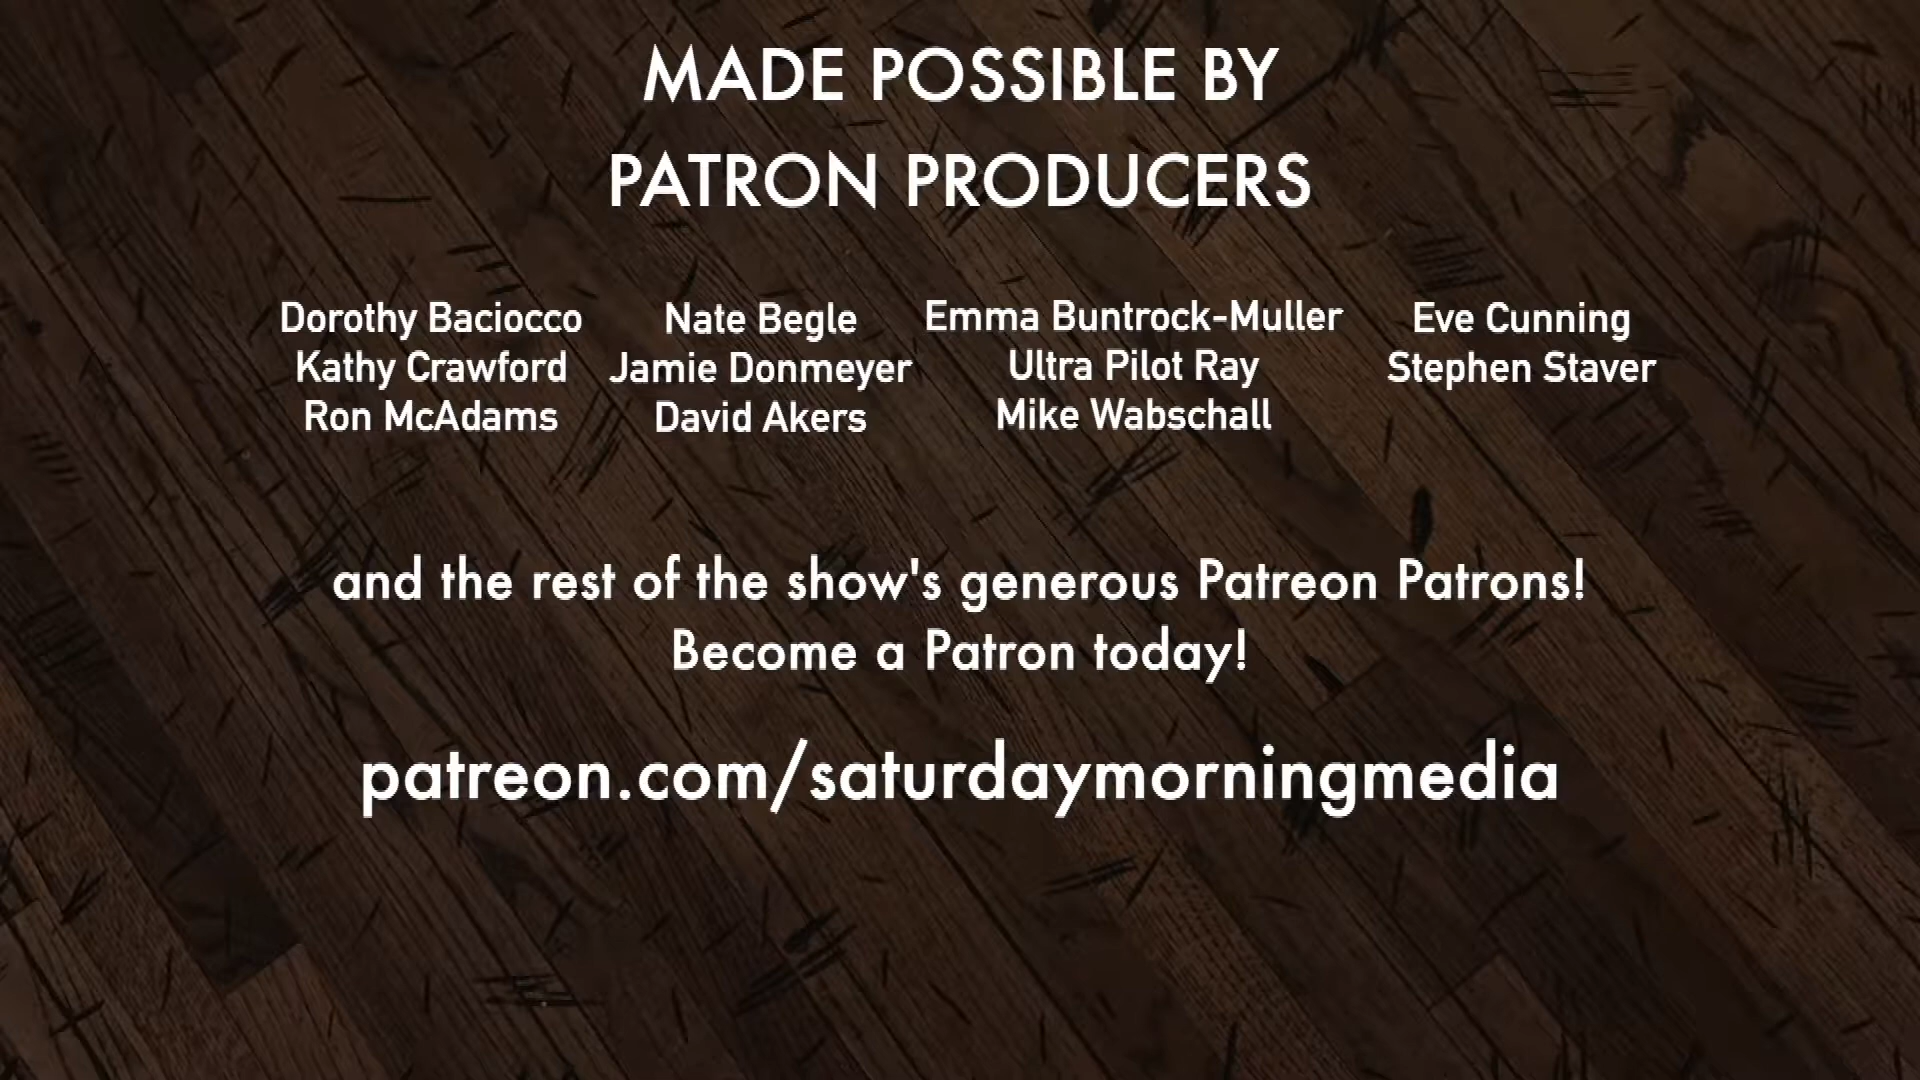 MADE POSSIBLE BY
PATRON PRODUCERS
Dorothy Baciocco
Kathy Crawford
Ron McAdams
Nate Begle
Jamie Donmeyer
David Akers
Emma Buntrock-Muller
Ultra Pilot Ray
Mike Wabschall
Eve Cunning
Stephen Staver
and the rest of the show's generous Patreon Patrons!
Become a Patron today!
patreon.com/saturdaymorningmedia